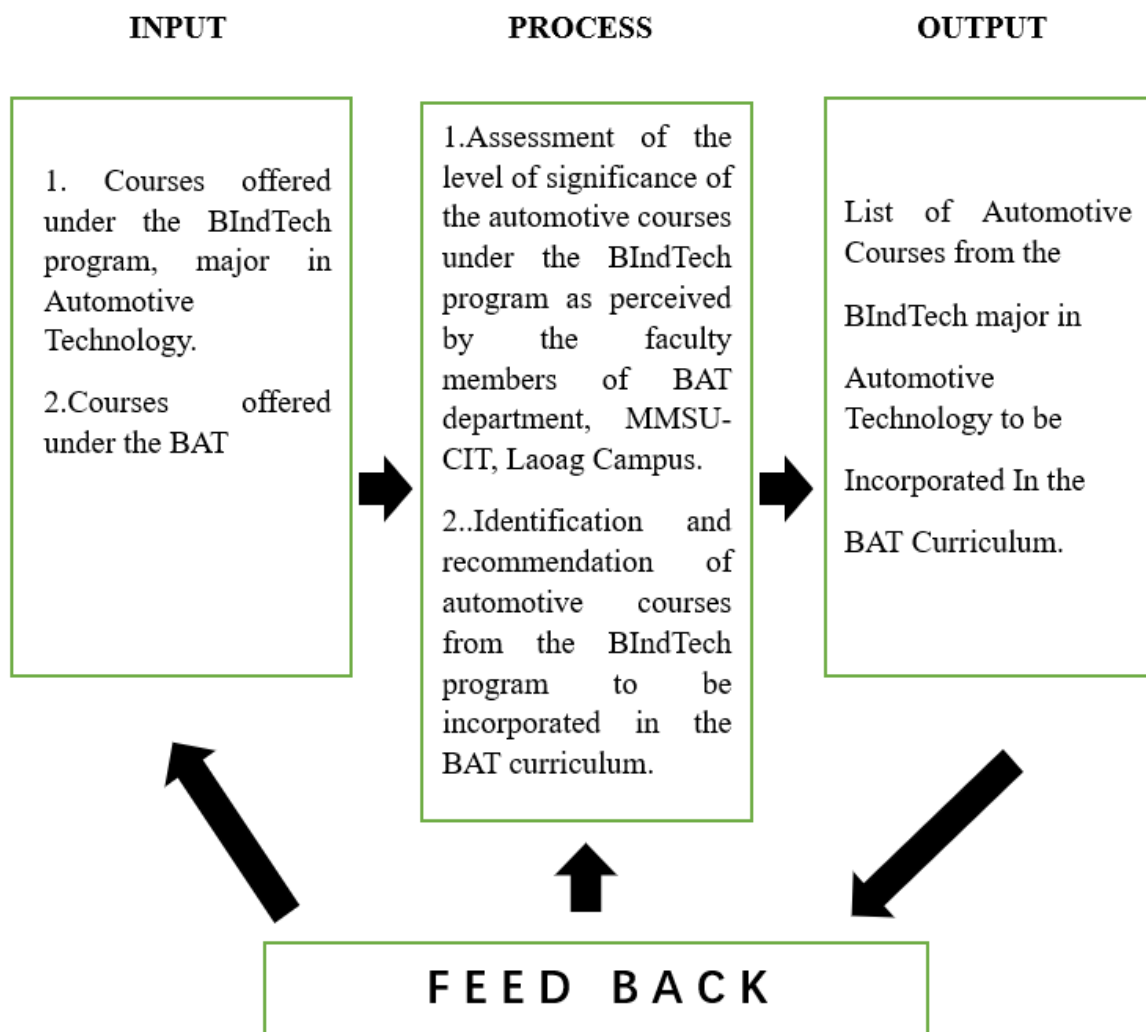 INPUT
PROCESS
OUTPUT
1. Courses offered
under the BIndTech
program, major in
Automotive
Technology.
2.Courses offered
under the BAT
1.Assessment of the
level of significance of
the automotive courses
under the BIndTech
program as perceived
by the faculty
members of BAT
department, MMSU-
CIT, Laoag Campus.
2..Identification and
recommendation of
automotive courses
from the BIndTech
program to be
incorporated in the
BAT curriculum.
List of Automotive
Courses from the
BIndTech major in
Automotive
Technology to be
Incorporated In the
BAT Curriculum.
FEED BACK